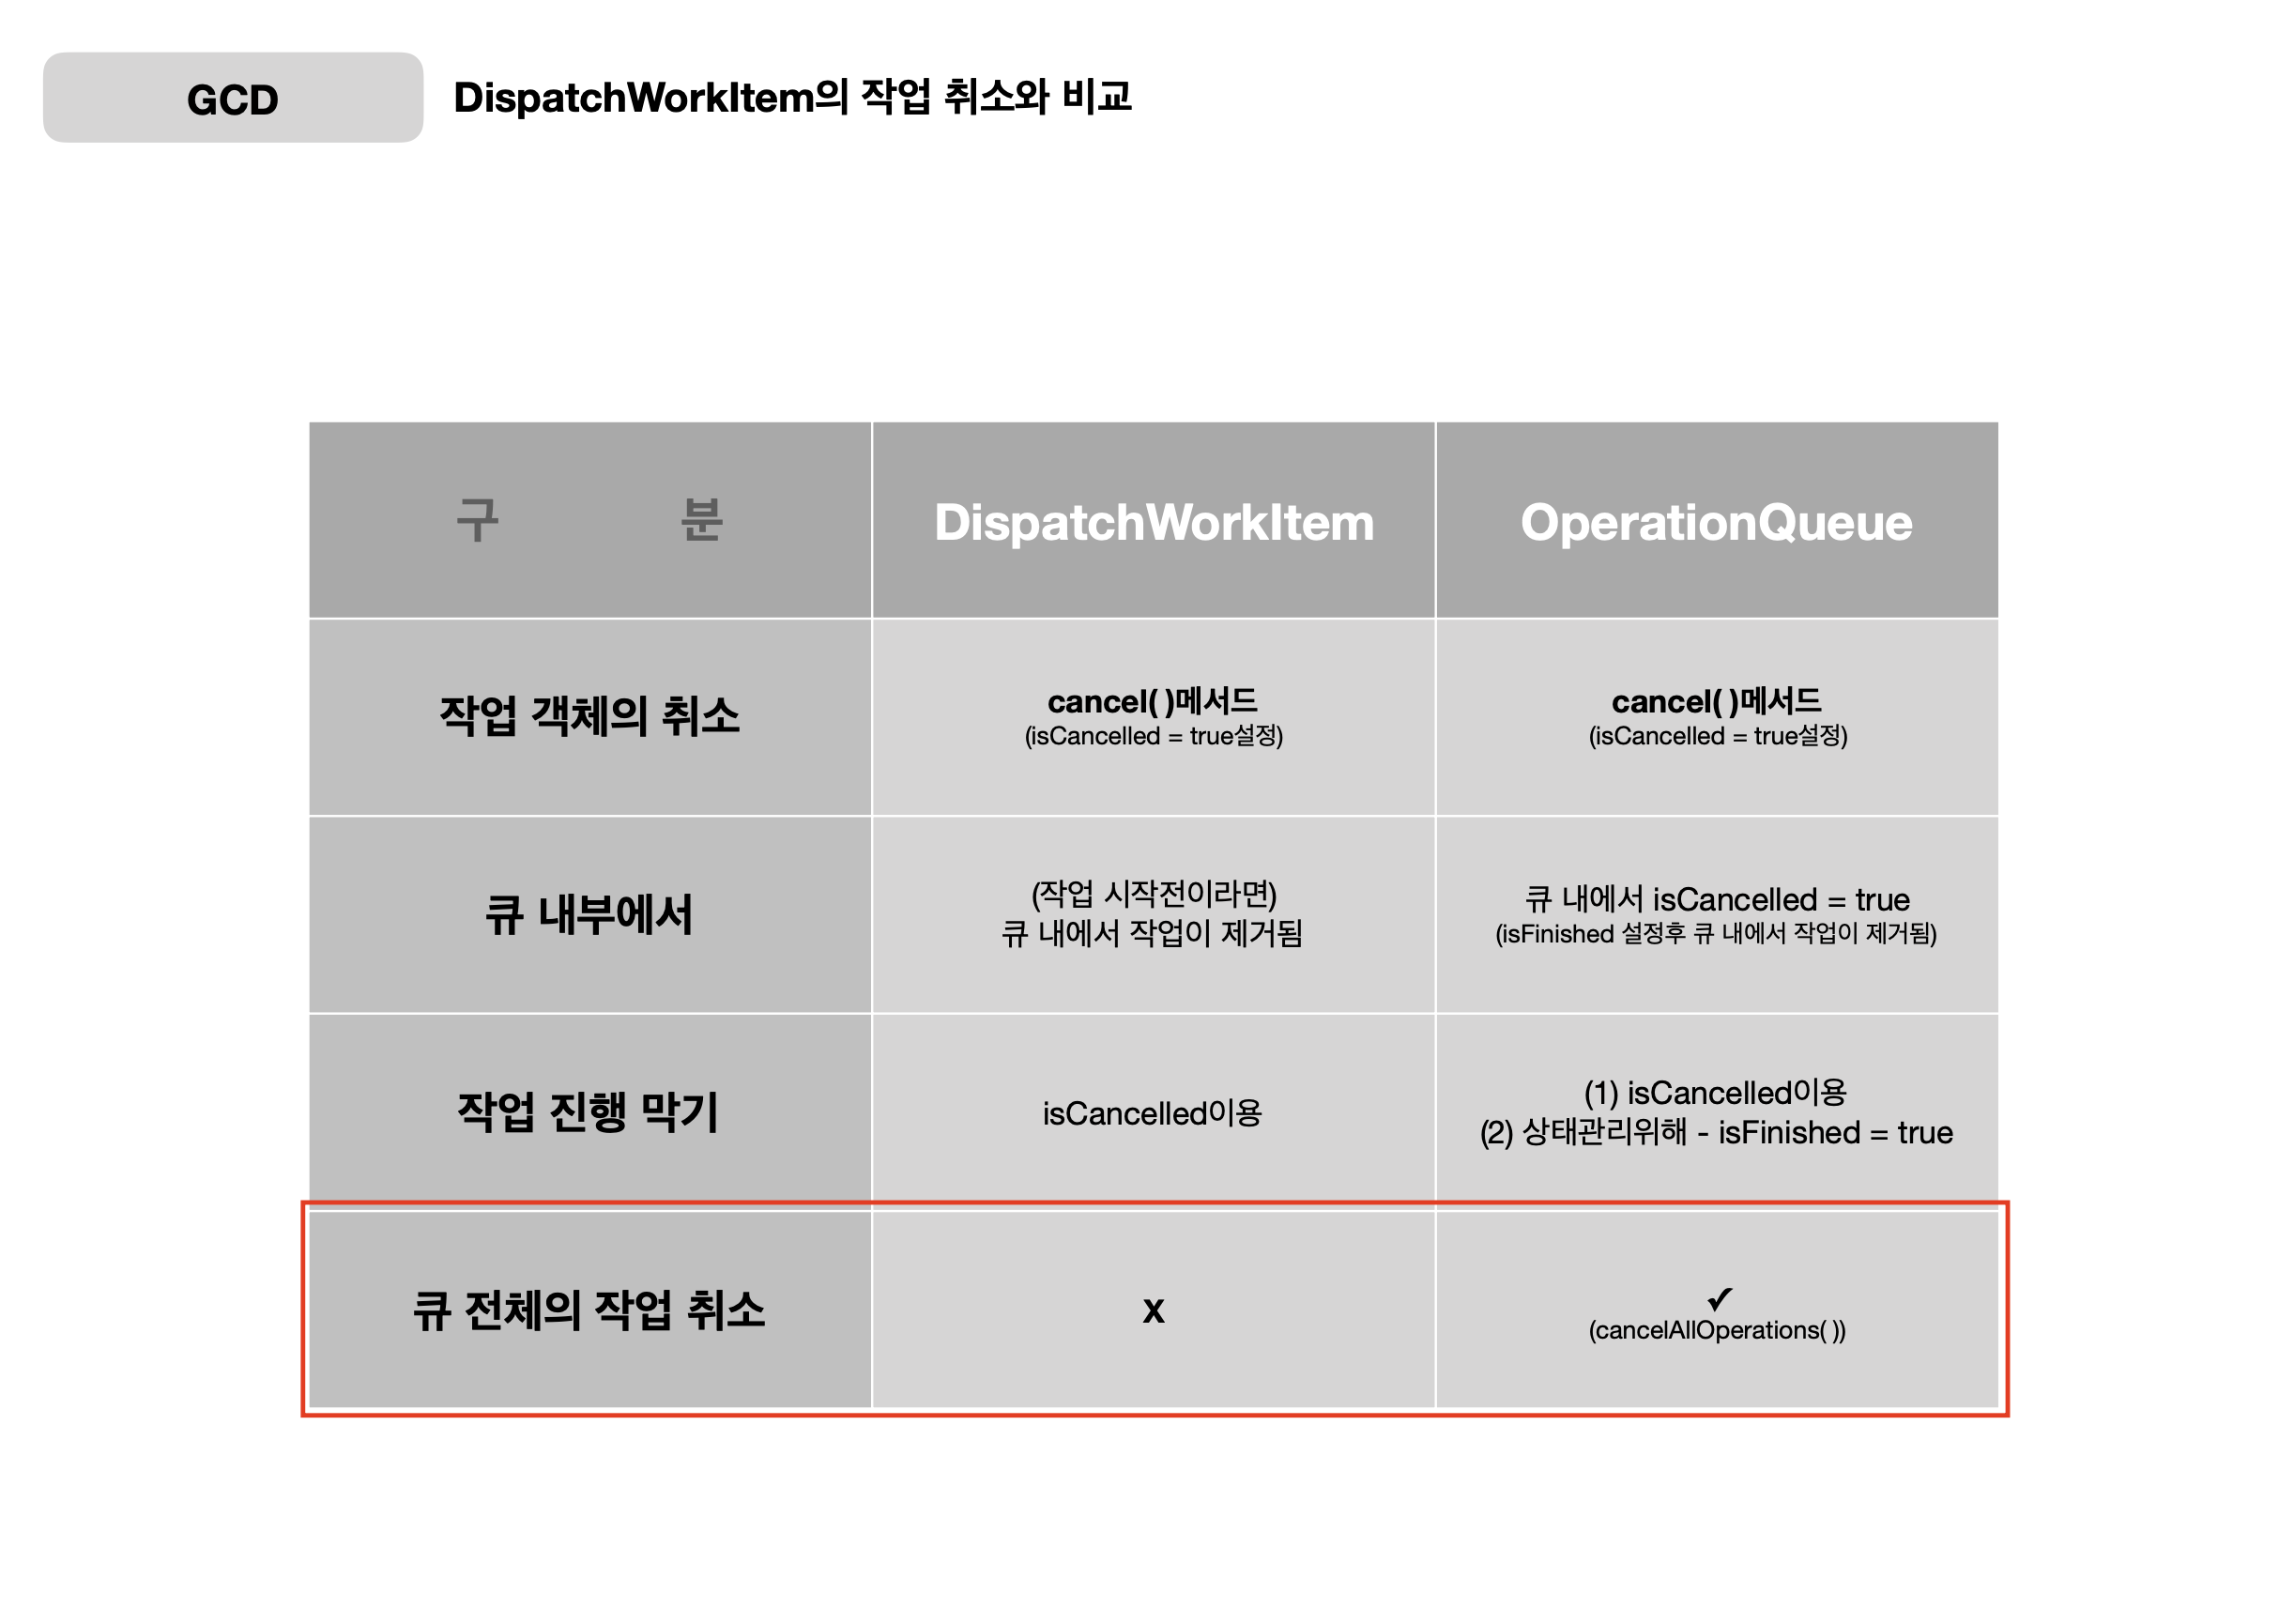 GCD
DispatchWorkItem의 작업 취소와 비교
구 분
DispatchWorkItem
OperationQueue
작업 객체의 취소
cancel( )메서드
(isCancelled = true설정)
cancel( )메서드
(isCancelled = true설정)
큐 내부에서
(작업 시작전이라면)
큐 내에서 작업이 제거됨
큐 내에서 isCancelled = true
(isFinished 설정후 큐 내에서 작업이 제거됨)
작업 진행 막기
isCancelled이용
(1) isCancelled이용
(2) 상태관리위해 - isFinished = true
큐 전체의 작업 취소
x
✓
(cancelAllOperations( ))